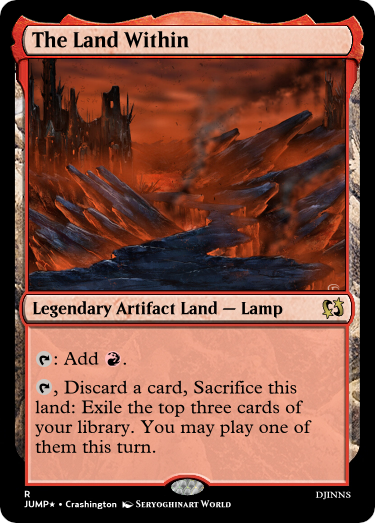 The Land Within
Legendary Artifact Land — Lamp
: Add .
, Discard a card, Sacrifice this
land: Exile the top three cards of
your library. You may play one of
them this turn.
R
JUMP★ • Crashington Seryoghinart World
DJINNS